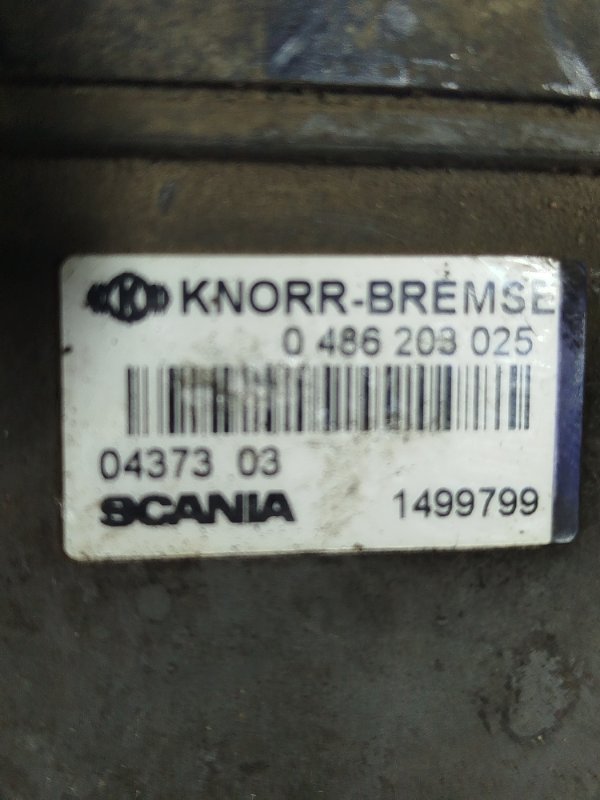 KNORR-BREMSE
0 486 203 025
04373 03
SCANIA 1499799